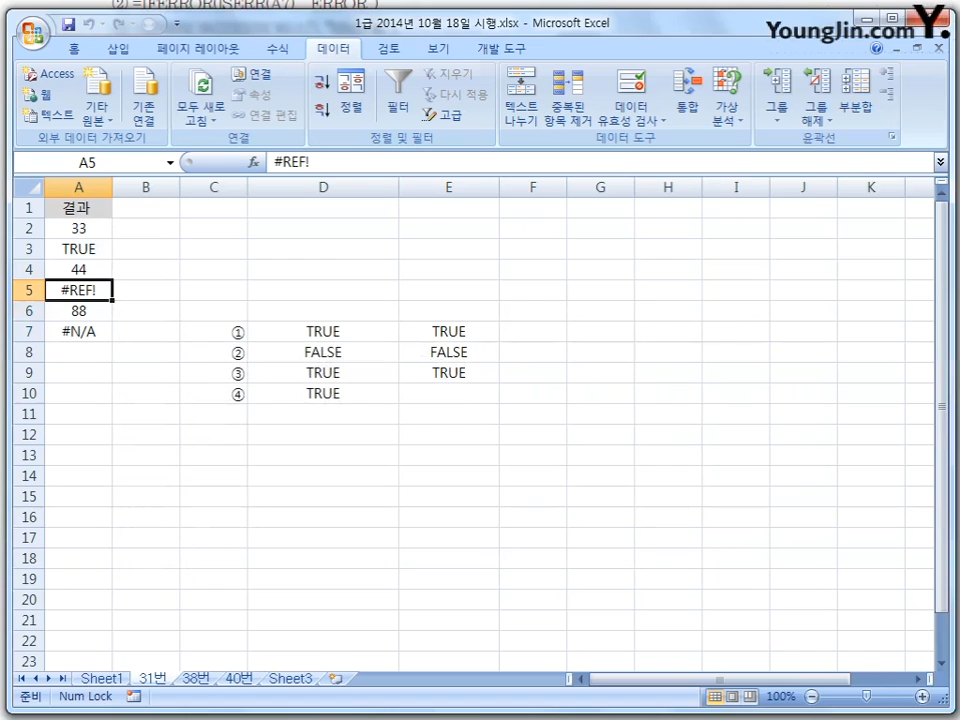 (2) =IFERROR(ISERR(A7), "ERROR")
1급 2014년 10월 18일 시행.xlsx - Microsoft Excel
YoungJin.com Y.
홈 삽입 페이지 레이아웃 수식 데이터 검토 보기 개발 도구
Access 웹 텍스트 기타 원본 기존 연결
외부 데이터 가져오기
모두 새로 고침 연결 속성 연결 편집
연결
정렬 필터 지우기 다시 적용 고급
정렬 및 필터
텍스트 나누기 중복된 항목 제거 데이터 유효성 검사 통합 가상 분석
데이터 도구
그룹 그룹 해제 부분합
윤곽선
A5 fx #REF!
A B C D E F G H I J K
1 결과
2 33
3 TRUE
4 44
5 #REF!
6 88
7 #N/A ① TRUE TRUE
8 ② FALSE FALSE
9 ③ TRUE TRUE
10 ④ TRUE
11
12
13
14
15
16
17
18
19
20
21
22
23
Sheet1 31번 38번 40번 Sheet3
준비 Num Lock 100%